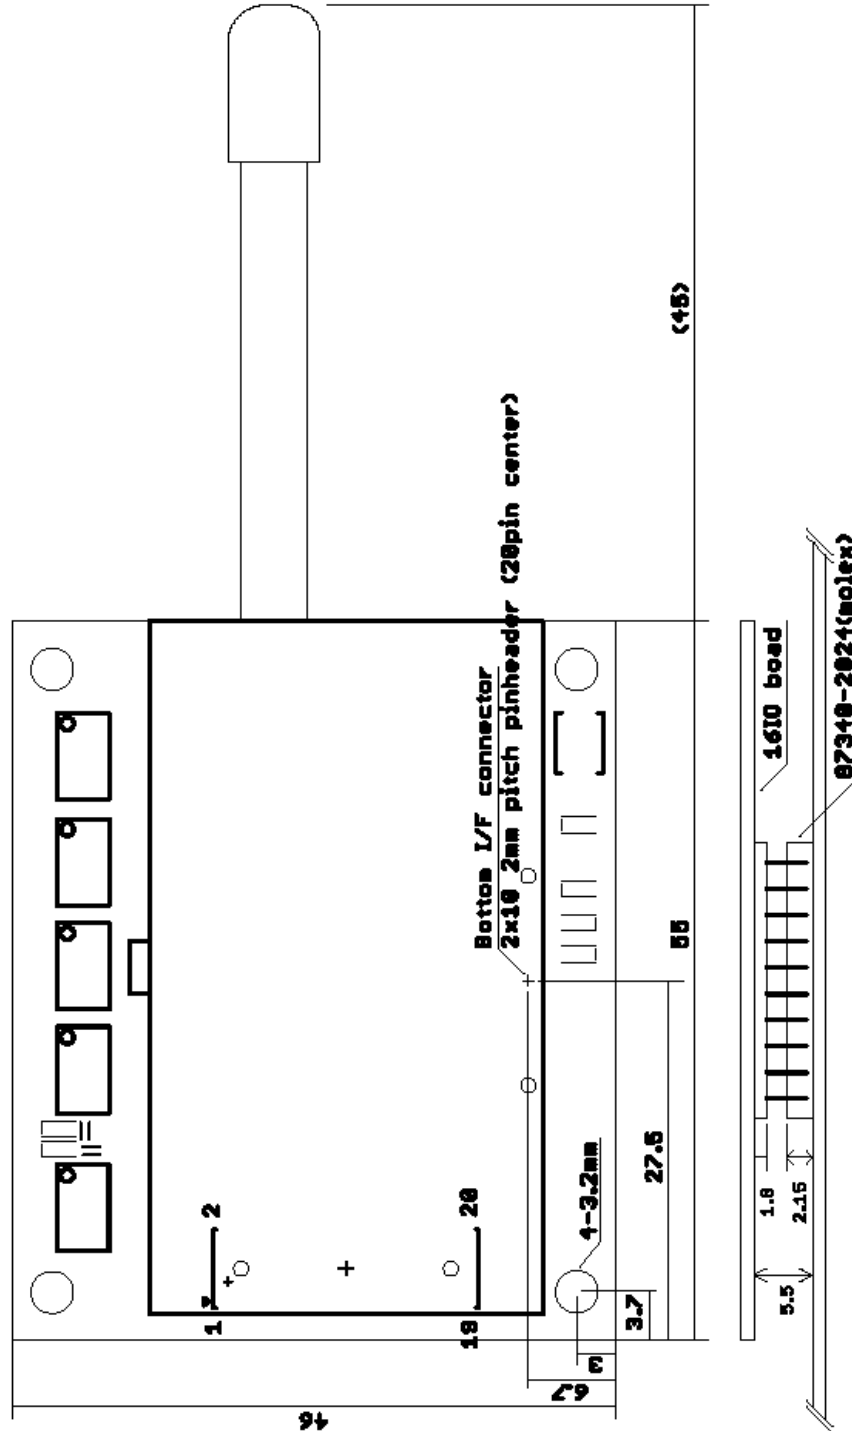 (45)
Bottom I/F connector
2x10 2mm pitch pinheader (20pin center)
16IO boad
87340-2024(molex)
55
27.5
4-3.2mm
2
20
1
19
3.7
3
6.7
46
1.8
2.15
5.5